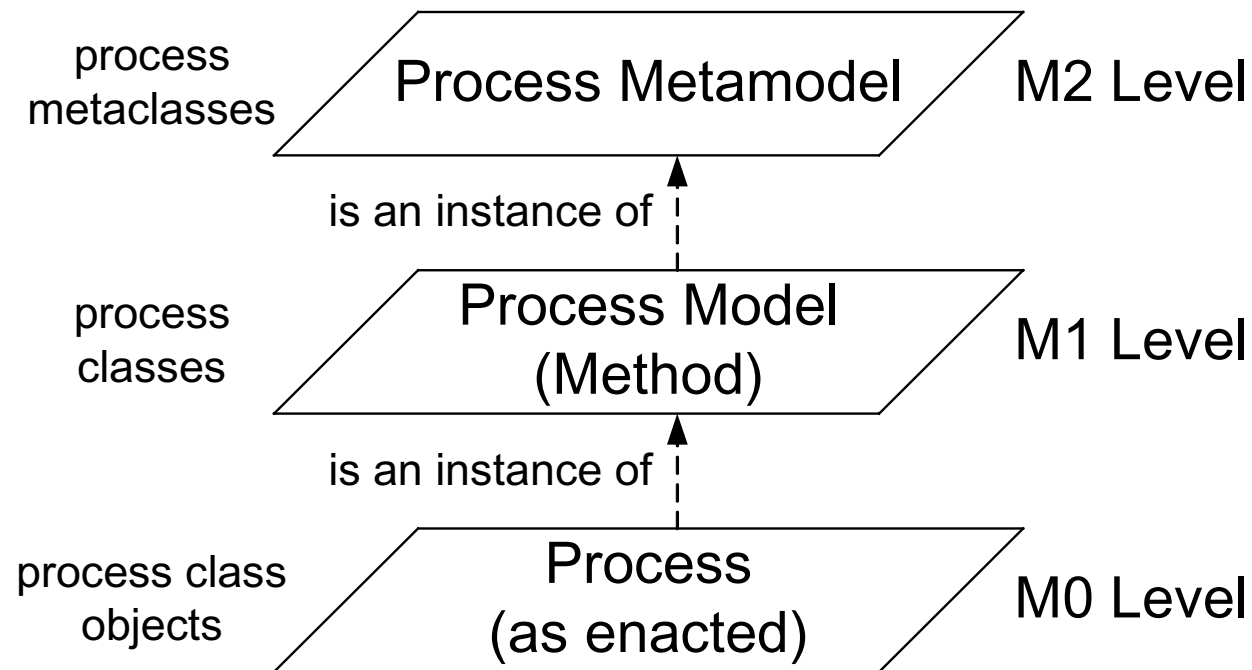 process
metaclasses
Process Metamodel
M2 Level
is an instance of
process
classes
Process Model
(Method)
M1 Level
is an instance of
process class
objects
Process
(as enacted)
M0 Level